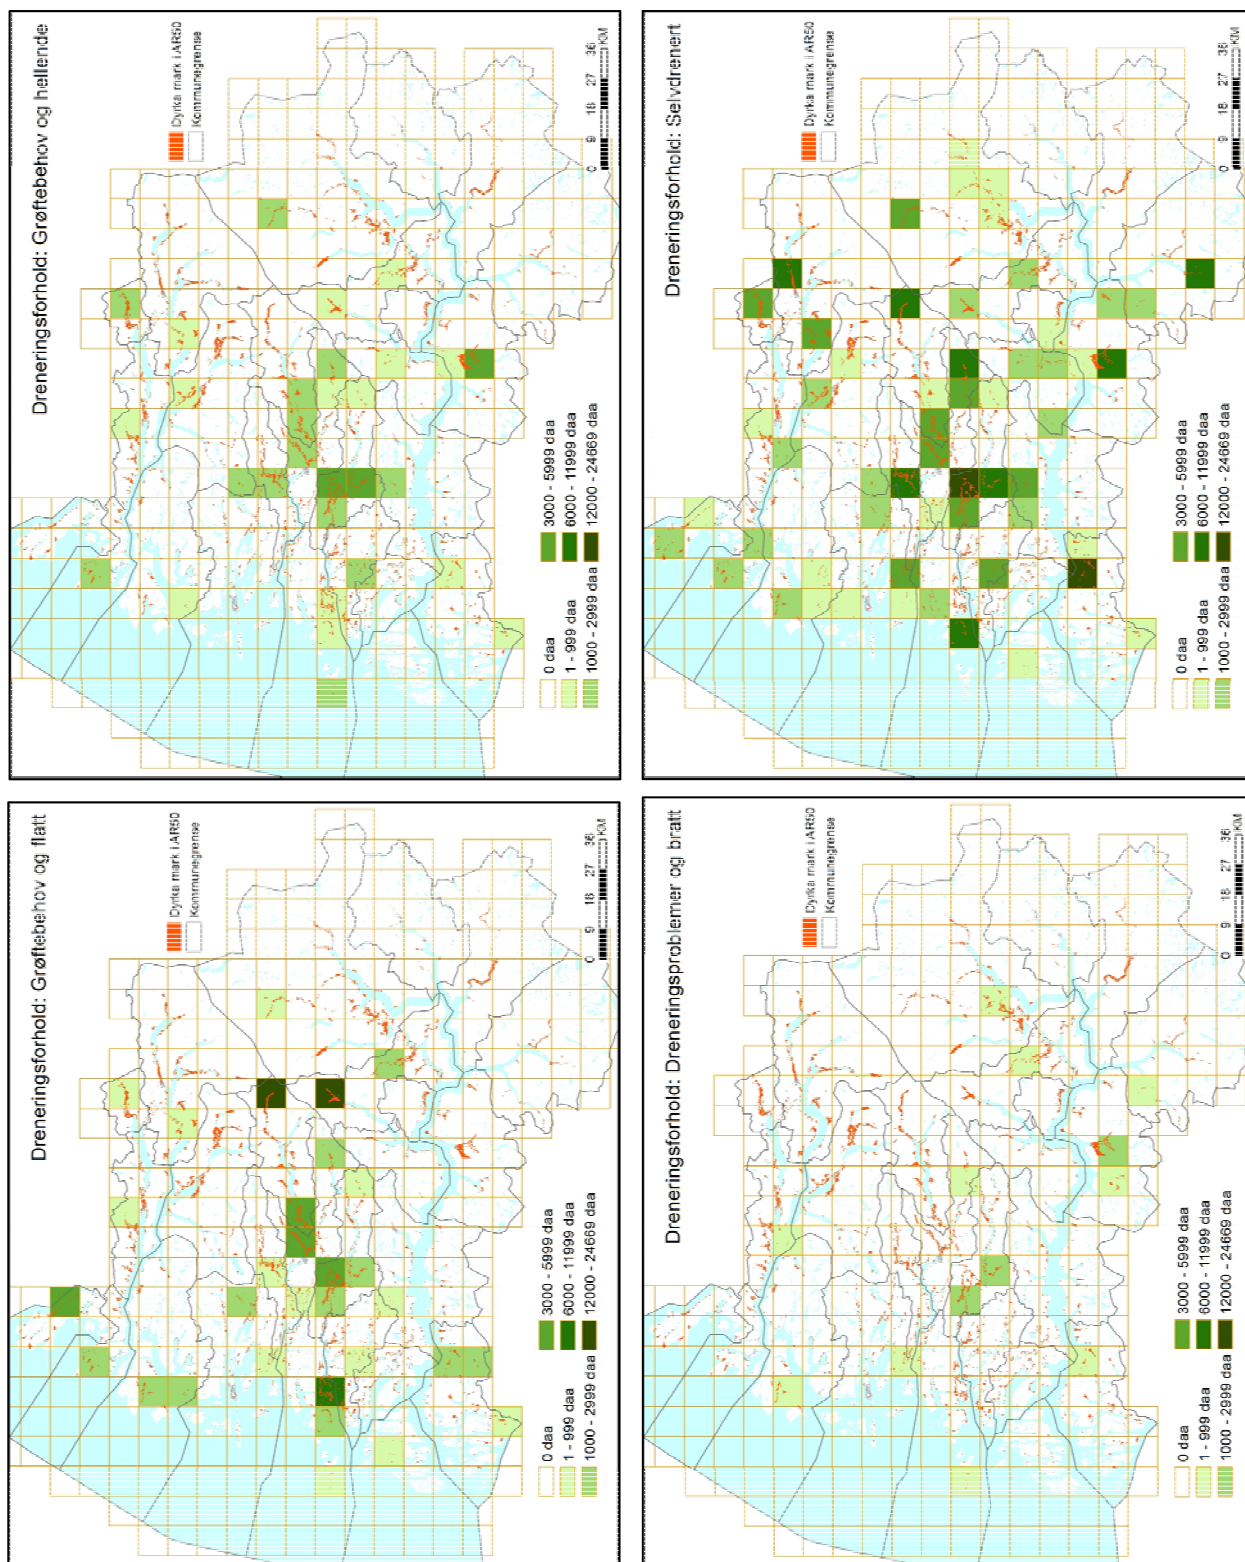 Dreneringsforhold: Grøftebehov og flatt
Dyrka mark i AR50
Kommunegrense
0 daa
1 - 999 daa
1000 - 2999 daa
3000 - 5999 daa
6000 - 11999 daa
12000 - 24669 daa
0 9 18 27 36
KM
Dreneringsforhold: Grøftebehov og hellende
Dyrka mark i AR50
Kommunegrense
0 daa
1 - 999 daa
1000 - 2999 daa
3000 - 5999 daa
6000 - 11999 daa
12000 - 24669 daa
0 9 18 27 36
KM
Dreneringsforhold: Dreneringsproblemer og bratt
Dyrka mark i AR50
Kommunegrense
0 daa
1 - 999 daa
1000 - 2999 daa
3000 - 5999 daa
6000 - 11999 daa
12000 - 24669 daa
0 9 18 27 36
KM
Dreneringsforhold: Selvdrenert
Dyrka mark i AR50
Kommunegrense
0 daa
1 - 999 daa
1000 - 2999 daa
3000 - 5999 daa
6000 - 11999 daa
12000 - 24669 daa
0 9 18 27 36
KM